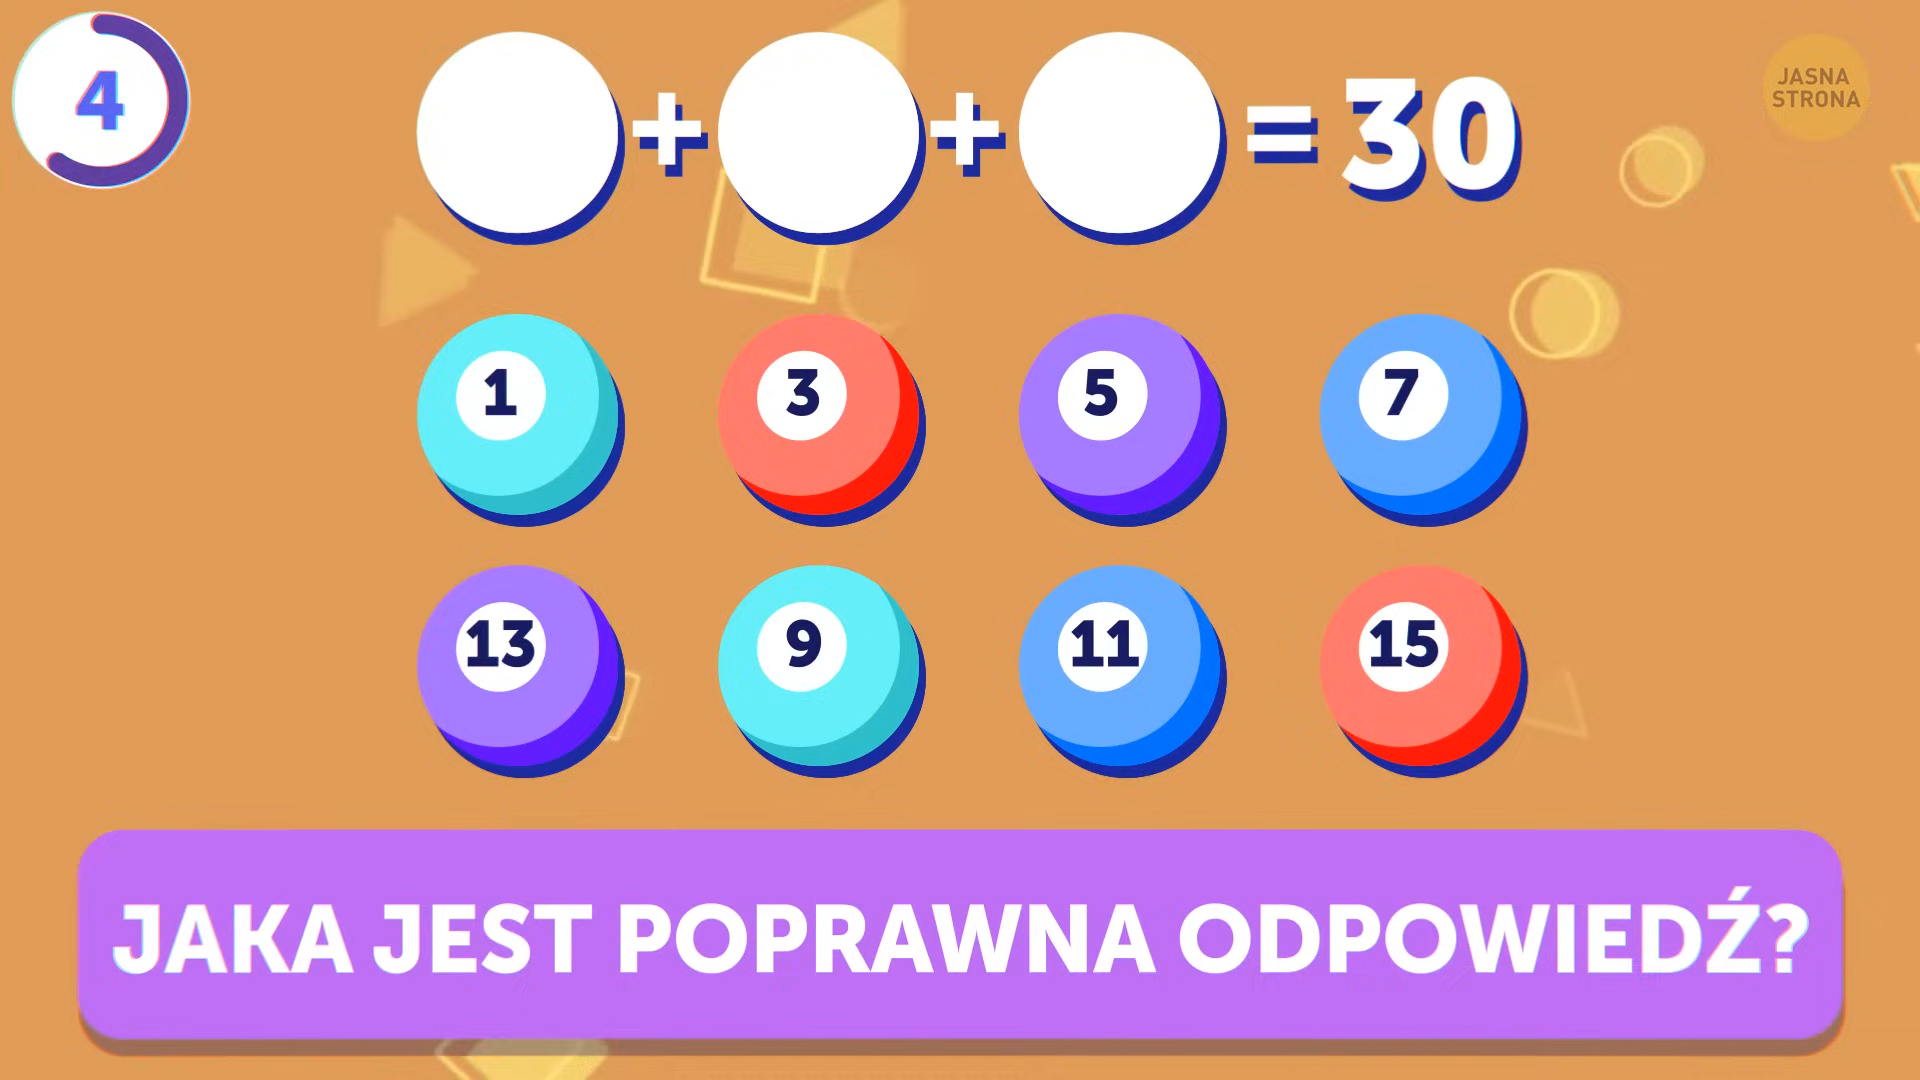 4
+ + = 30
JASNA
STRONA
1 3 5 7
13 9 11 15
JAKA JEST POPRAWNA ODPOWIEDŹ?